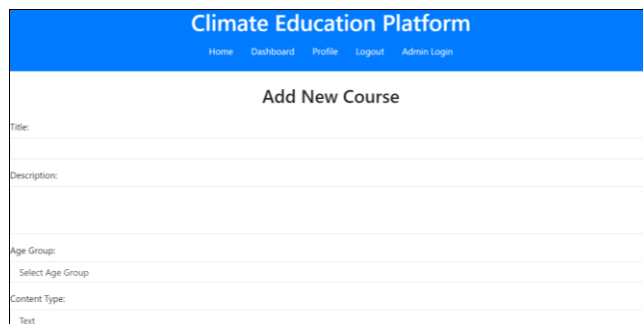 Climate Education Platform
Home Dashboard Profile Logout Admin Login
Add New Course
Title:
Description:
Age Group:
Select Age Group
Content Type:
Text